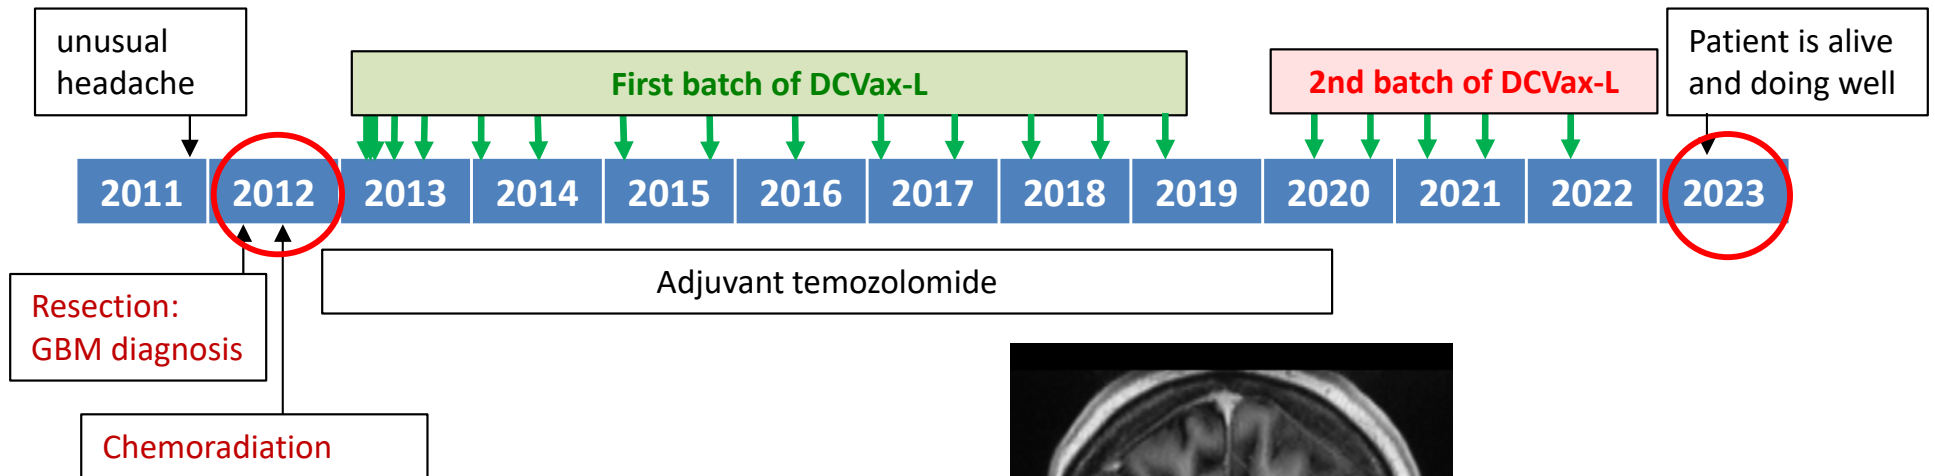 unusual
headache
First batch of DCVax-L
2nd batch of DCVax-L
Patient is alive
and doing well
2011 2012 2013 2014 2015 2016 2017 2018 2019 2020 2021 2022 2023
Adjuvant temozolomide
Resection:
GBM diagnosis
Chemoradiation